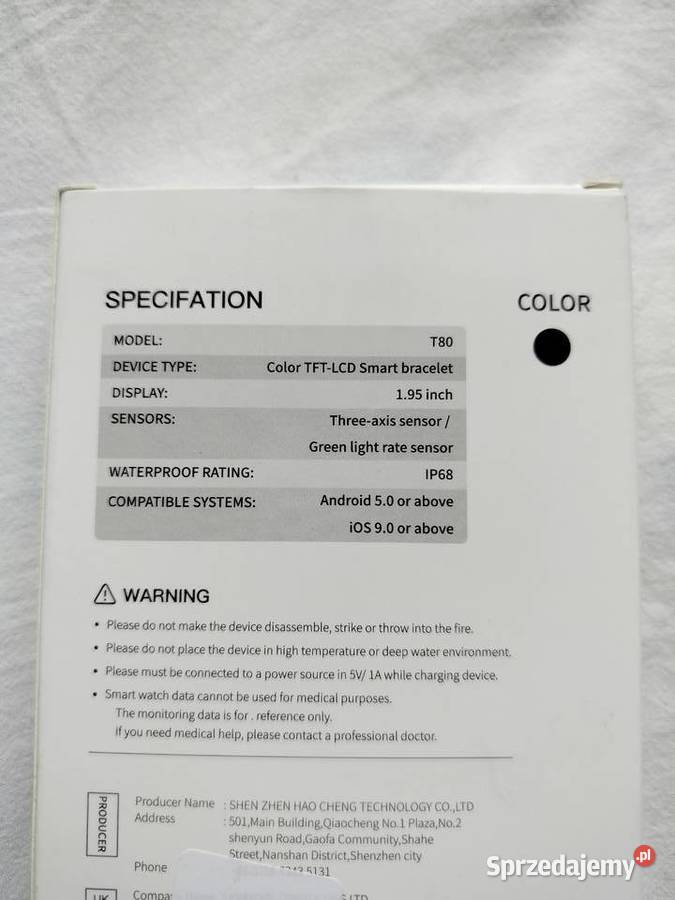 SPECIFATION
COLOR
MODEL: T80
DEVICE TYPE: Color TFT-LCD Smart bracelet
DISPLAY: 1.95 inch
SENSORS: Three-axis sensor /
Green light rate sensor
WATERPROOF RATING: IP68
COMPATIBLE SYSTEMS: Android 5.0 or above
iOS 9.0 or above
WARNING
• Please do not make the device disassemble, strike or throw into the fire.
• Please do not place the device in high temperature or deep water environment.
• Please must be connected to a power source in 5V/ 1A while charging device.
• Smart watch data cannot be used for medical purposes.
The monitoring data is for . reference only.
If you need medical help, please contact a professional doctor.
PRODUCER
Producer Name : SHEN ZHEN HAO CHENG TECHNOLOGY CO.,LTD
Address : 501,Main Building,Qiaocheng No.1 Plaza,No.2
shenyun Road,Gaofa Community,Shahe
Street,Nanshan District,Shenzhen city
Phone 5131
UK
LTD
Sprzedajemy.pl